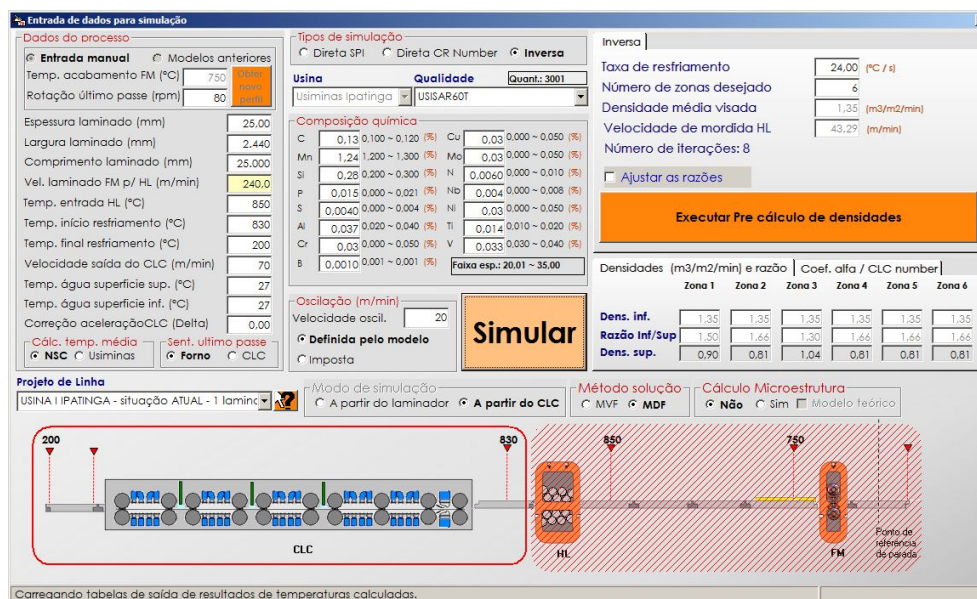 Entrada de dados para simulação
Dados do processo
Entrada manual Modelos anteriores
Temp. acabamento FM (ºC) 750
Rotação último passe (rpm) 80
Obter novo perfil
Espessura laminado (mm) 25,00
Largura laminado (mm) 2.440
Comprimento laminado (mm) 25.000
Vel. laminado FM p/ HL (m/min) 240,0
Temp. entrada HL (ºC) 850
Temp. início resfriamento (ºC) 830
Temp. final resfriamento (ºC) 200
Velocidade saída do CLC (m/min) 70
Temp. água superfície sup. (ºC) 27
Temp. água superfície inf. (ºC) 27
Correção aceleraçãoCLC (Delta) 0,00
Cálc. temp. média
NSC Usiminas
Sent. ultimo passe
Forno CLC
Tipos de simulação
Direta SPI Direta CR Number Inversa
Usina Qualidade Quant.: 3001
Usiminas Ipatinga USISAR60T
Composição química
C 0,13 0,100 ~ 0,120 (%) Cu 0,03 0,000 ~ 0,050 (%)
Mn 1,24 1,200 ~ 1,300 (%) Mo 0,03 0,000 ~ 0,050 (%)
Si 0,28 0,200 ~ 0,300 (%) N 0,0060 0,000 ~ 0,010 (%)
P 0,015 0,000 ~ 0,021 (%) Nb 0,004 0,000 ~ 0,008 (%)
S 0,0040 0,000 ~ 0,004 (%) Ni 0,03 0,000 ~ 0,050 (%)
Al 0,037 0,020 ~ 0,040 (%) Ti 0,014 0,010 ~ 0,020 (%)
Cr 0,03 0,000 ~ 0,050 (%) V 0,033 0,030 ~ 0,040 (%)
B 0,0010 0,001 ~ 0,001 (%) Faixa esp.: 20,01 ~ 35,00
Oscilação (m/min)
Velocidade oscil. 20
Definida pelo modelo
Imposta
Simular
Inversa
Taxa de resfriamento 24,00 (ºC / s)
Número de zonas desejado 6
Densidade média visada 1,35 (m3/m2/min)
Velocidade de mordida HL 43,29 (m/min)
Número de iterações: 8
Ajustar as razões
Executar Pre cálculo de densidades
Densidades (m3/m2/min) e razão Coef. alfa / CLC number
Zona 1 Zona 2 Zona 3 Zona 4 Zona 5 Zona 6
Dens. inf. 1,35 1,35 1,35 1,35 1,35 1,35
Razão Inf/Sup 1,50 1,66 1,30 1,66 1,66 1,66
Dens. sup. 0,90 0,81 1,04 0,81 0,81 0,81
Projeto de Linha
USINA I IPATINGA - situação ATUAL - 1 laminc
Modo de simulação
A partir do laminador A partir do CLC
Método solução
MVF MDF
Cálculo Microestrutura
Não Sim Modelo teórico
200 830 850 750
CLC
HL
FM
Ponto de
referência
de parada
Carregando tabelas de saída de resultados de temperaturas calculadas.